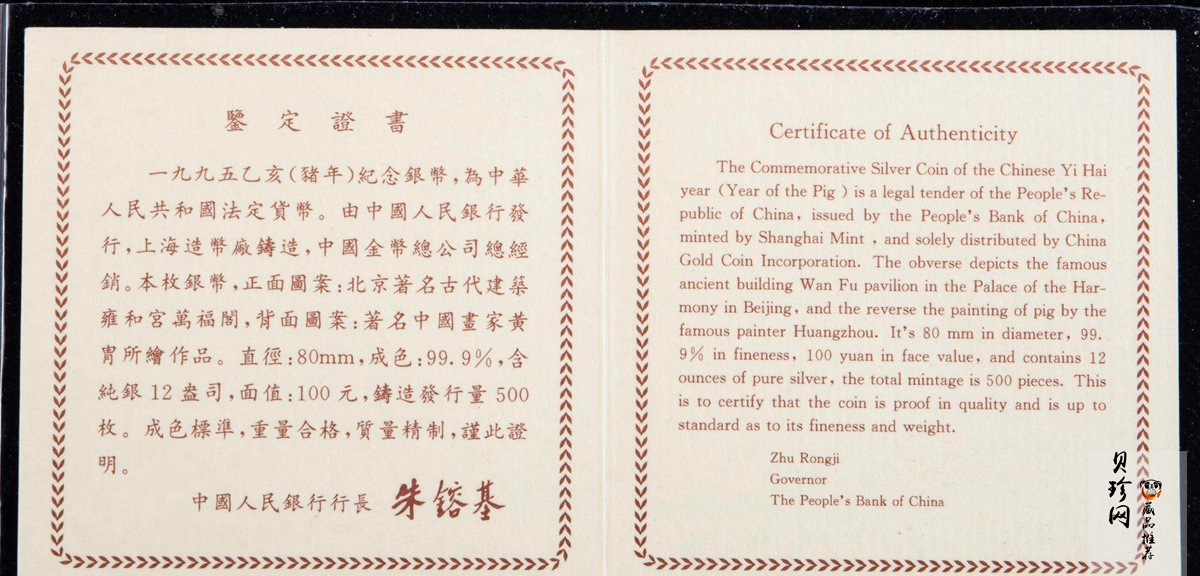 鑒定證書
一九九五乙亥(豬年)紀念銀幣,為中華
人民共和國法定貨幣。由中國人民銀行發
行,上海造幣廠鑄造,中國金幣總公司總經
銷。本枚銀幣,正面圖案:北京著名古代建築
雍和宮萬福閣,背面圖案:著名中國畫家黃
胄所繪作品。直徑:80mm,成色:99.9%,含
純銀12盎司,面值:100元,鑄造發行量500
枚。成色標準,重量合格,質量精制,謹此證
明。
中國人民銀行行長 朱鎔基
Certificate of Authenticity
The Commemorative Silver Coin of the Chinese Yi Hai
year (Year of the Pig ) is a legal tender of the People's Re-
public of China, issued by the People's Bank of China,
minted by Shanghai Mint , and solely distributed by China
Gold Coin Incorporation. The obverse depicts the famous
ancient building Wan Fu pavilion in the Palace of the Har-
mony in Beijing, and the reverse the painting of pig by the
famous painter Huangzhou. It's 80 mm in diameter, 99.
9% in fineness, 100 yuan in face value, and contains 12
ounces of pure silver, the total mintage is 500 pieces. This
is to certify that the coin is proof in quality and is up to
standard as to its fineness and weight.
Zhu Rongji
Governor
The People's Bank of China
贝珍网
藏品推荐